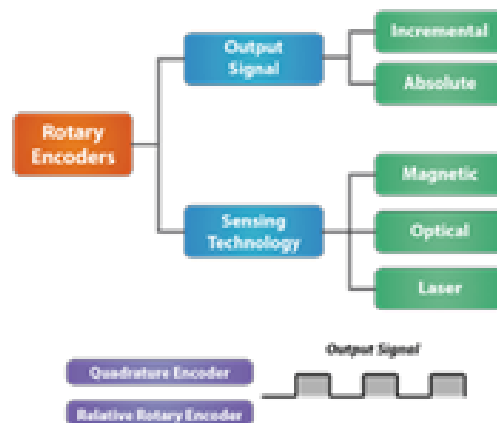 Output
Signal
Incremental
Absolute
Rotary
Encoders
Sensing
Technology
Magnetic
Optical
Laser
Output Signal
Quadrature Encoder
Relative Rotary Encoder